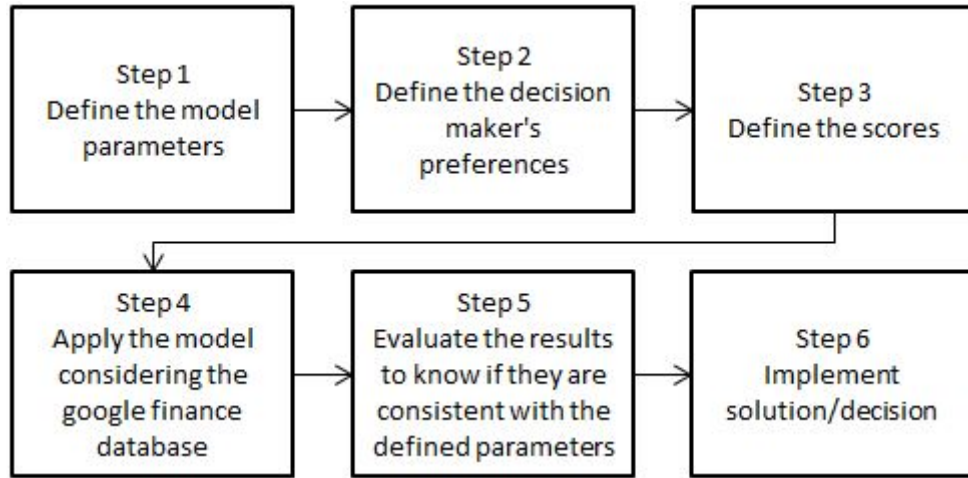 Step 1
Define the model
parameters
Step 2
Define the decision
maker's
preferences
Step 3
Define the scores
Step 4
Apply the model
considering the
google finance
database
Step 5
Evaluate the results
to know if they are
consistent with the
defined parameters
Step 6
Implement
solution/decision